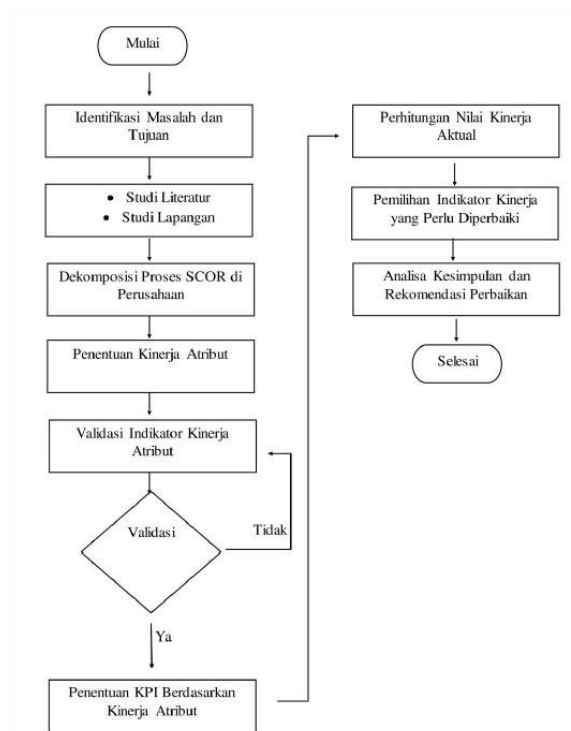 Mulai
Identifikasi Masalah dan
Tujuan
• Studi Literatur
• Studi Lapangan
Dekomposisi Proses SCOR di
Perusahaan
Penentuan Kinerja Atribut
Validasi Indikator Kinerja
Atribut
Validasi
Tidak
Ya
Penentuan KPI Berdasarkan
Kinerja Atribut
Perhitungan Nilai Kinerja
Aktual
Pemilihan Indikator Kinerja
yang Perlu Diperbaiki
Analisa Kesimpulan dan
Rekomendasi Perbaikan
Selesai